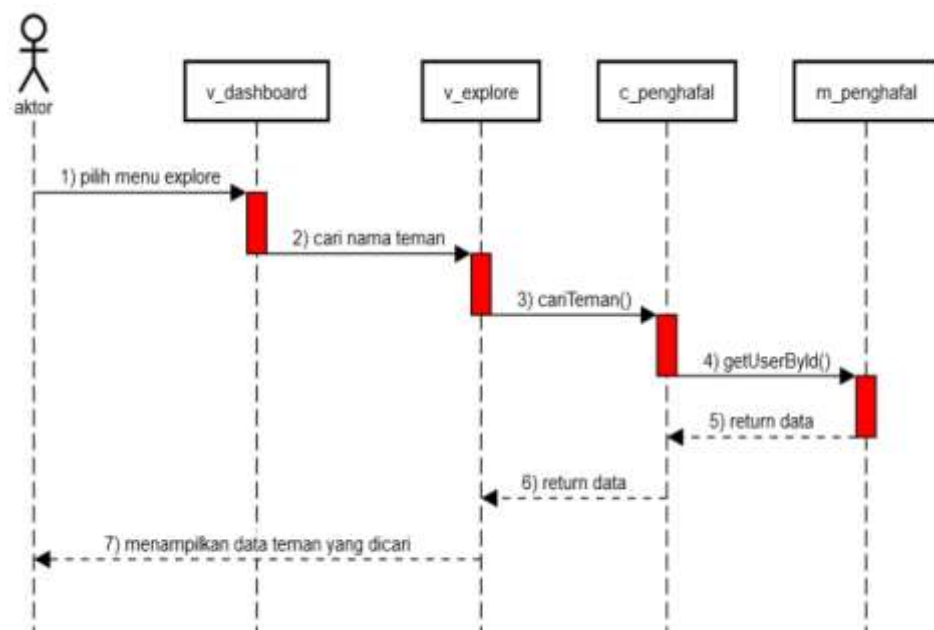 aktor
v_dashboard
v_explore
c_penghafal
m_penghafal
1) pilih menu explore
2) cari nama teman
3) cariTeman()
4) getUserById()
5) return data
6) return data
7) menampilkan data teman yang dicari